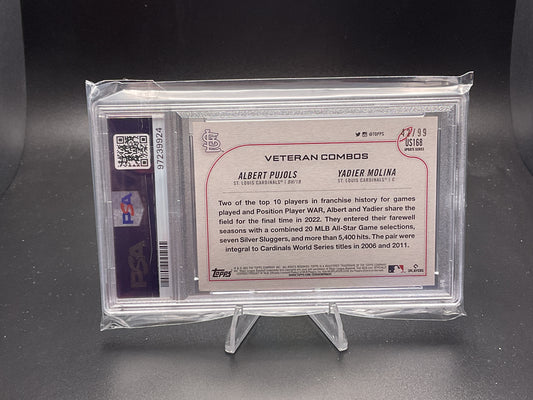 97239924
PSA
PSA
@TOPPS
/99
US168
UPDATE SERIES
VETERAN COMBOS
ALBERT PUJOLS
ST. LOUIS CARDINALS | DH/1B
YADIER MOLINA
ST. LOUIS CARDINALS | C
Two of the top 10 players in franchise history for games
played and Position Player WAR, Albert and Yadier share the
field for the final time in 2022. They entered their farewell
seasons with a combined 20 MLB All-Star Game selections,
seven Silver Sluggers, and more than 5,400 hits. The pair were
integral to Cardinals World Series titles in 2006 and 2011.
Topps
PLAYERS